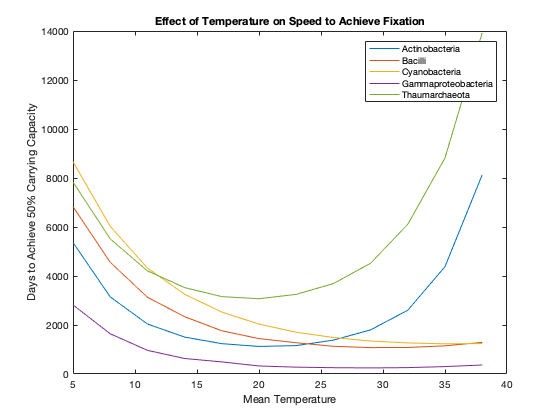 Effect of Temperature on Speed to Achieve Fixation
14000
12000
10000
8000
6000
4000
2000
0
Days to Achieve 50% Carrying Capacity
Actinobacteria
Bacilli
Cyanobacteria
Gammaproteobacteria
Thaumarchaeota
5
10
15
20
25
30
35
40
Mean Temperature